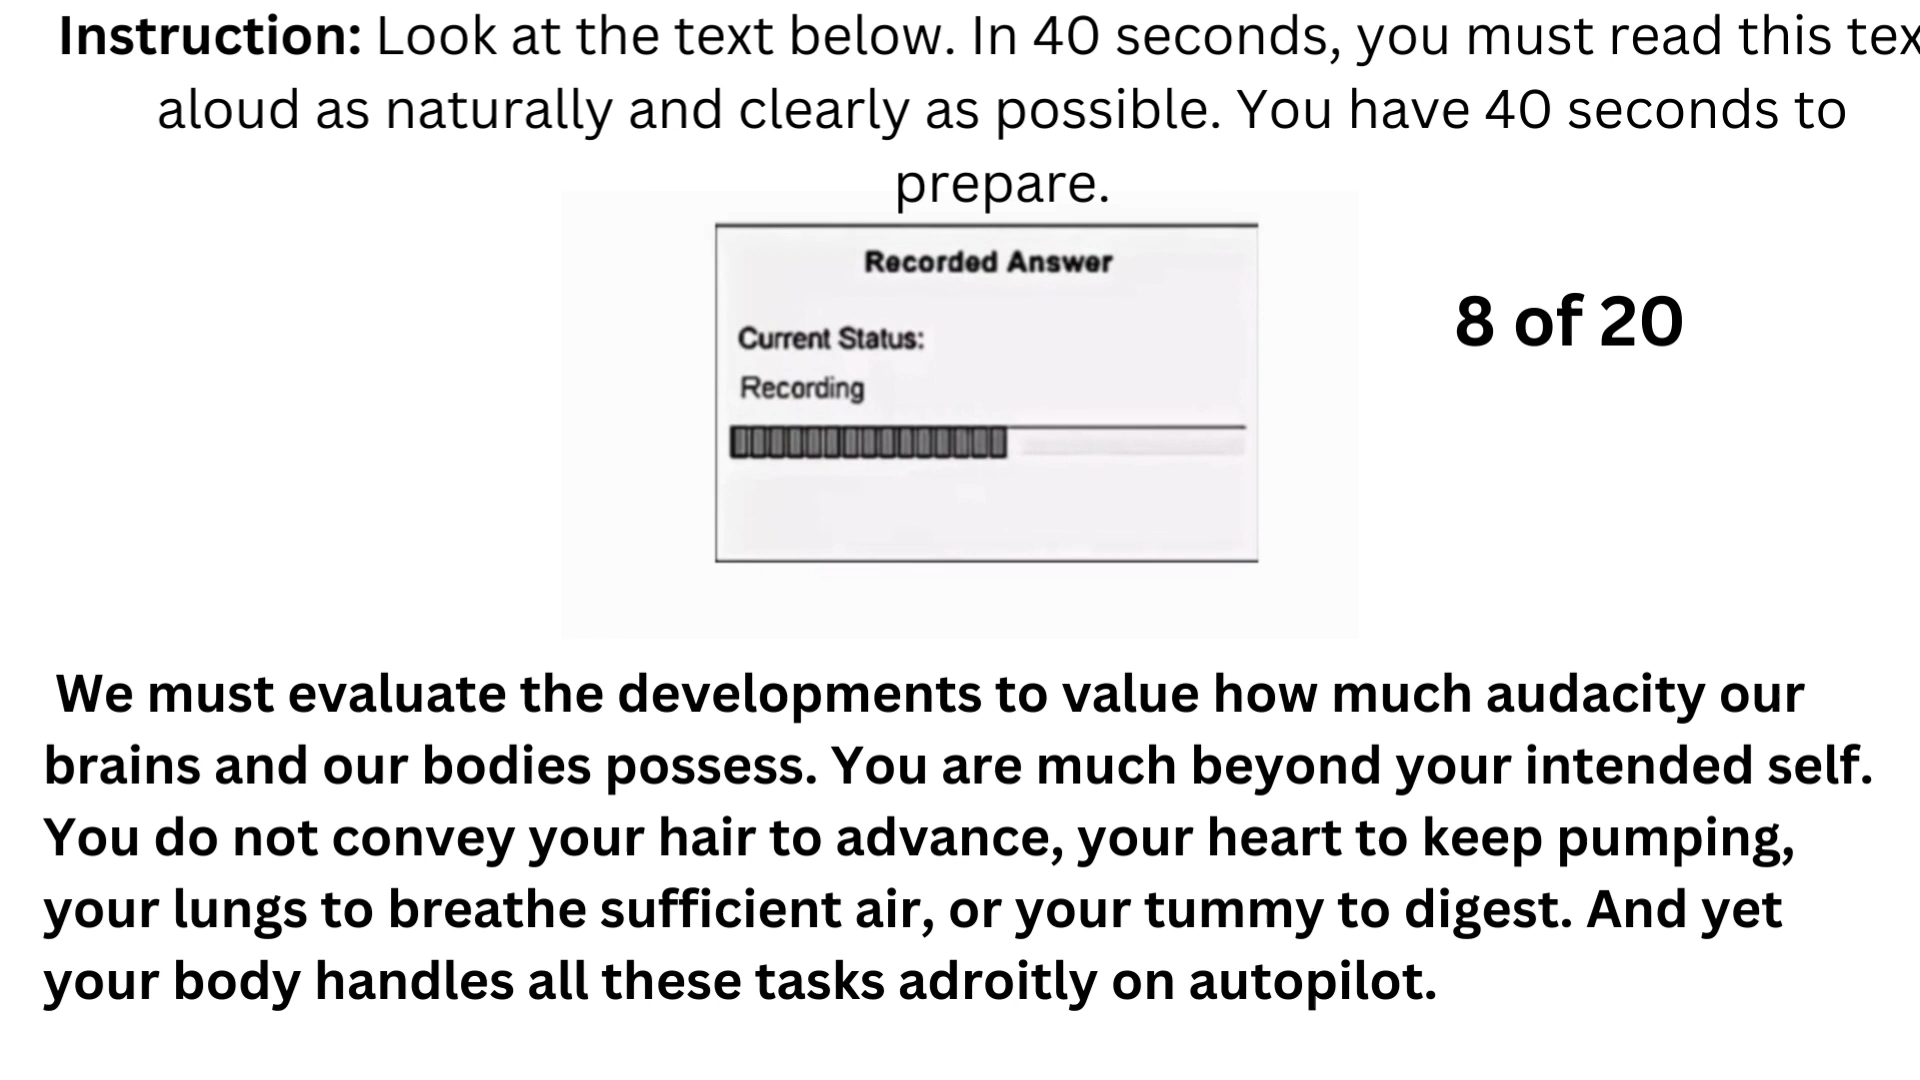 Instruction: Look at the text below. In 40 seconds, you must read this tex
aloud as naturally and clearly as possible. You have 40 seconds to
prepare.
Recorded Answer
Current Status:
Recording
8 of 20
We must evaluate the developments to value how much audacity our
brains and our bodies possess. You are much beyond your intended self.
You do not convey your hair to advance, your heart to keep pumping,
your lungs to breathe sufficient air, or your tummy to digest. And yet
your body handles all these tasks adroitly on autopilot.